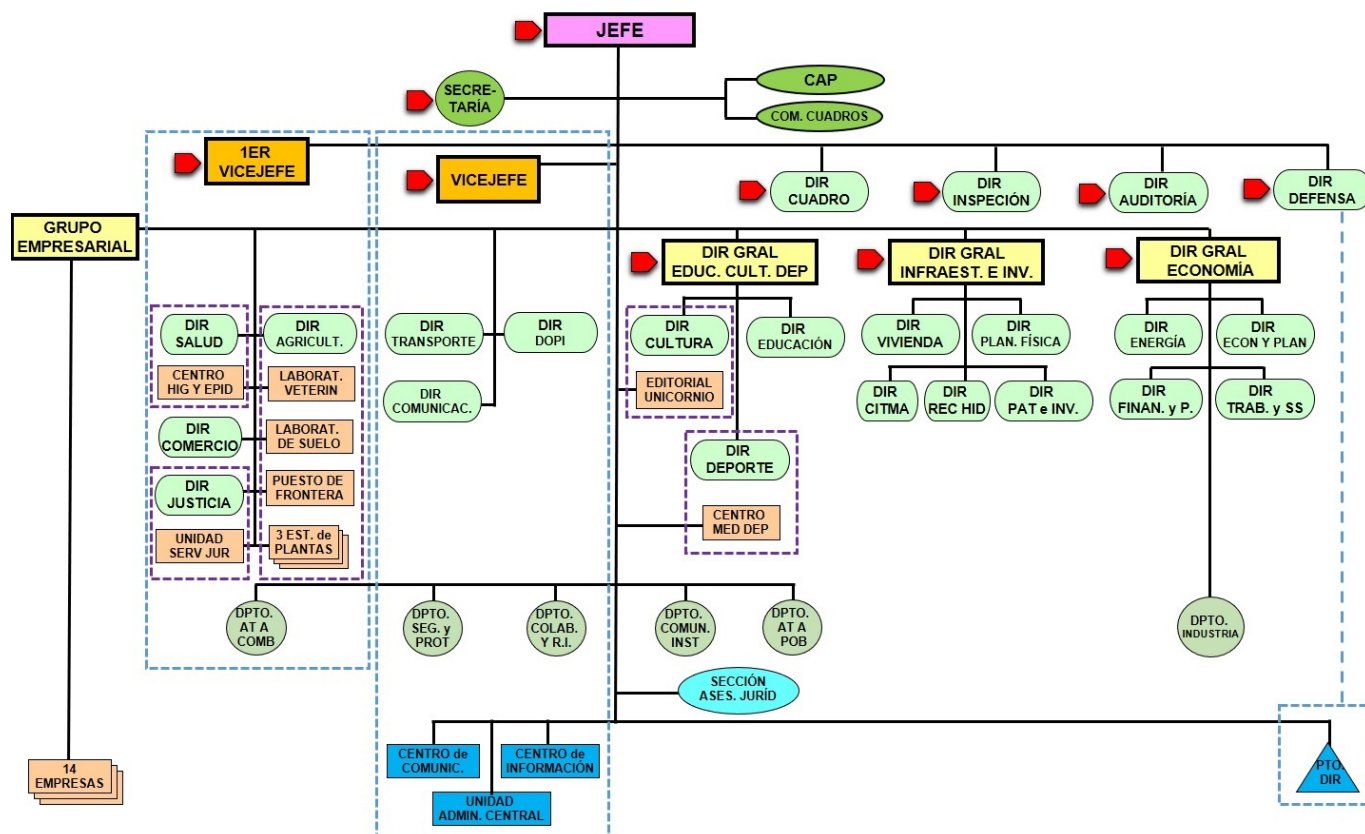 JEFE
SECRE-
TARÍA
CAP
COM. CUADROS
1ER
VICEJEFE
VICEJEFE
DIR
CUADRO
DIR
INSPECIÓN
DIR
AUDITORÍA
DIR
DEFENSA
GRUPO
EMPRESARIAL
DIR GRAL
EDUC. CULT. DEP
DIR GRAL
INFRAEST. E INV.
DIR GRAL
ECONOMÍA
DIR
SALUD
DIR
AGRICULT.
DIR
TRANSPORTE
DIR
DOPI
DIR
CULTURA
DIR
EDUCACIÓN
DIR
VIVIENDA
DIR
PLAN. FÍSICA
DIR
ENERGÍA
DIR
ECON Y PLAN
CENTRO
HIG Y EPID
LABORAT.
VETERIN
DIR
COMUNICAC.
EDITORIAL
UNICORNIO
DIR
CITMA
DIR
REC HID
DIR
PAT e INV.
DIR
FINAN. y P.
DIR
TRAB. y SS
DIR
COMERCIO
LABORAT.
DE SUELO
DIR
DEPORTE
DIR
JUSTICIA
PUESTO DE
FRONTERA
CENTRO
MED DEP
UNIDAD
SERV JUR
3 EST. de
PLANTAS
DPTO.
AT A
COMB
DPTO.
SEG. y
PROT
DPTO.
COLAB.
Y R.I.
DPTO.
COMUN.
INST
DPTO.
AT A
POB
DPTO.
INDUSTRIA
SECCIÓN
ASES. JURÍD
CENTRO de
COMUNIC.
CENTRO de
INFORMACIÓN
UNIDAD
ADMIN. CENTRAL
14
EMPRESAS
PTO.
DIR